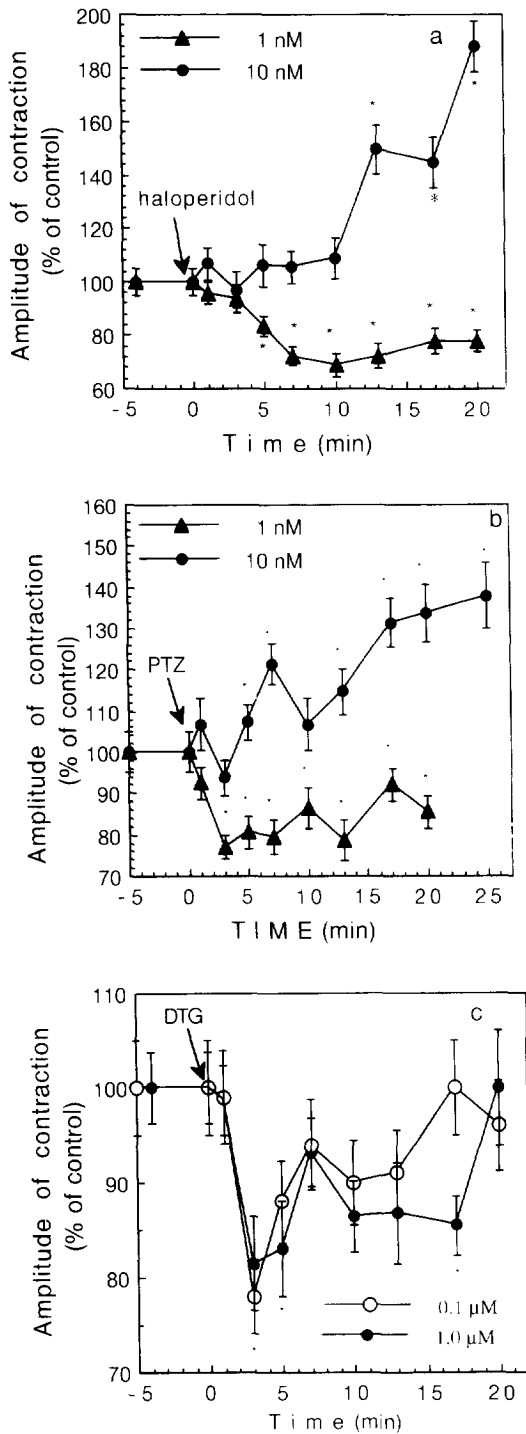 a
1 nM
10 nM
200
180
160
140
120
100
80
60
haloperidol
Amplitude of contraction
(% of control)
-5 0 5 10 15 20
Time (min)
b
1 nM
10 nM
160
150
140
130
120
110
100
90
80
70
PTZ
Amplitude of contraction
(% of control)
-5 0 5 10 15 20 25
TIME (min)
c
110
100
90
80
70
DTG
Amplitude of contraction
(% of control)
0.1 µM
1.0 µM
-5 0 5 10 15 20
Time (min)